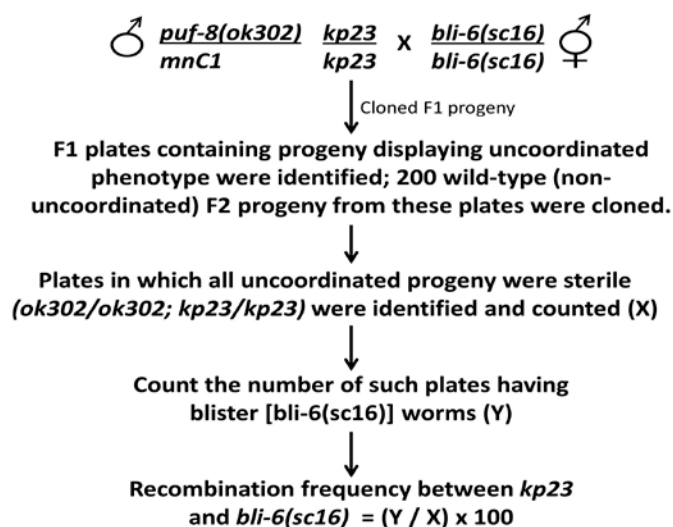 ♂ puf-8(ok302) kp23 X bli-6(sc16) ⚥
mnC1 kp23 bli-6(sc16)
Cloned F1 progeny
F1 plates containing progeny displaying uncoordinated
phenotype were identified; 200 wild-type (non-
uncoordinated) F2 progeny from these plates were cloned.
Plates in which all uncoordinated progeny were sterile
(ok302/ok302; kp23/kp23) were identified and counted (X)
Count the number of such plates having
blister [bli-6(sc16)] worms (Y)
Recombination frequency between kp23
and bli-6(sc16) = (Y / X) x 100